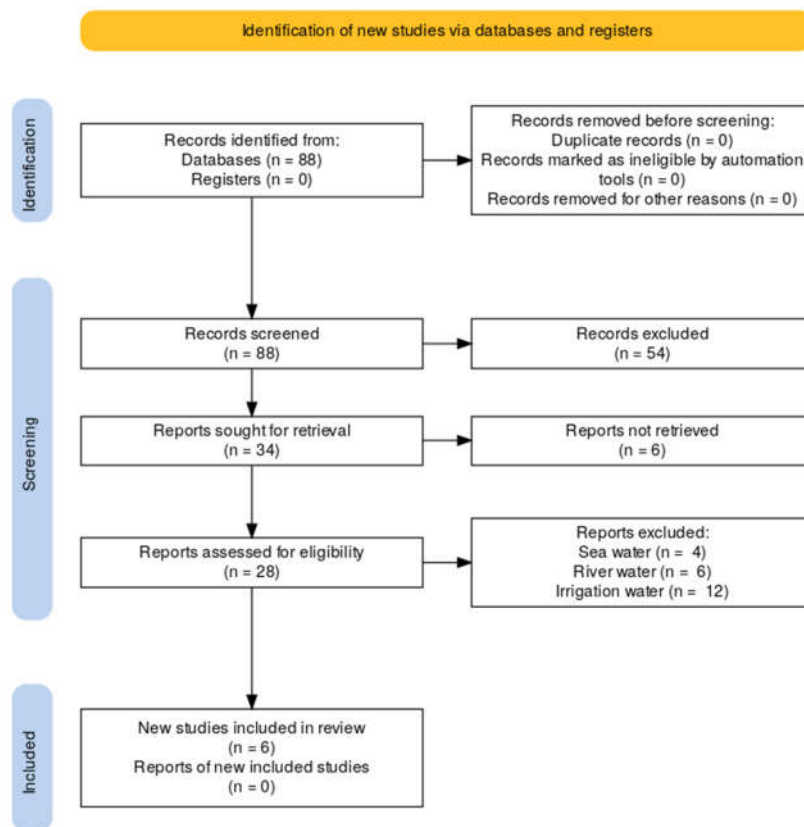 Identification of new studies via databases and registers
Identification
Records identified from:
Databases (n = 88)
Registers (n = 0)
Records removed before screening:
Duplicate records (n = 0)
Records marked as ineligible by automation
tools (n = 0)
Records removed for other reasons (n = 0)
Screening
Records screened
(n = 88)
Records excluded
(n = 54)
Reports sought for retrieval
(n = 34)
Reports not retrieved
(n = 6)
Reports assessed for eligibility
(n = 28)
Reports excluded:
Sea water (n = 4)
River water (n = 6)
Irrigation water (n = 12)
Included
New studies included in review
(n = 6)
Reports of new included studies
(n = 0)